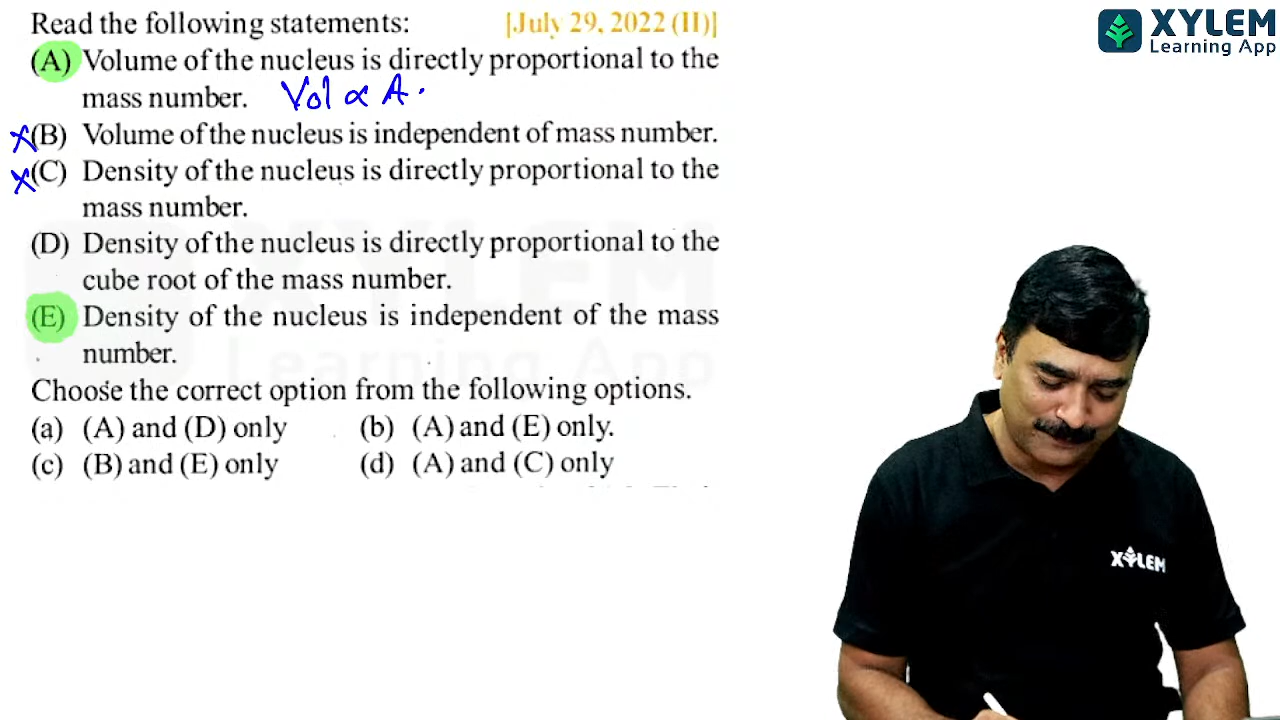 Read the following statements: [July 29, 2022 (II)]
(A) Volume of the nucleus is directly proportional to the
mass number. Vol ∝ A.
x(B) Volume of the nucleus is independent of mass number.
x(C) Density of the nucleus is directly proportional to the
mass number.
(D) Density of the nucleus is directly proportional to the
cube root of the mass number.
(E) Density of the nucleus is independent of the mass
number.
Choose the correct option from the following options.
(a) (A) and (D) only (b) (A) and (E) only.
(c) (B) and (E) only (d) (A) and (C) only
XYLEM
Learning App
XYLEM
Learning App
XYLEM